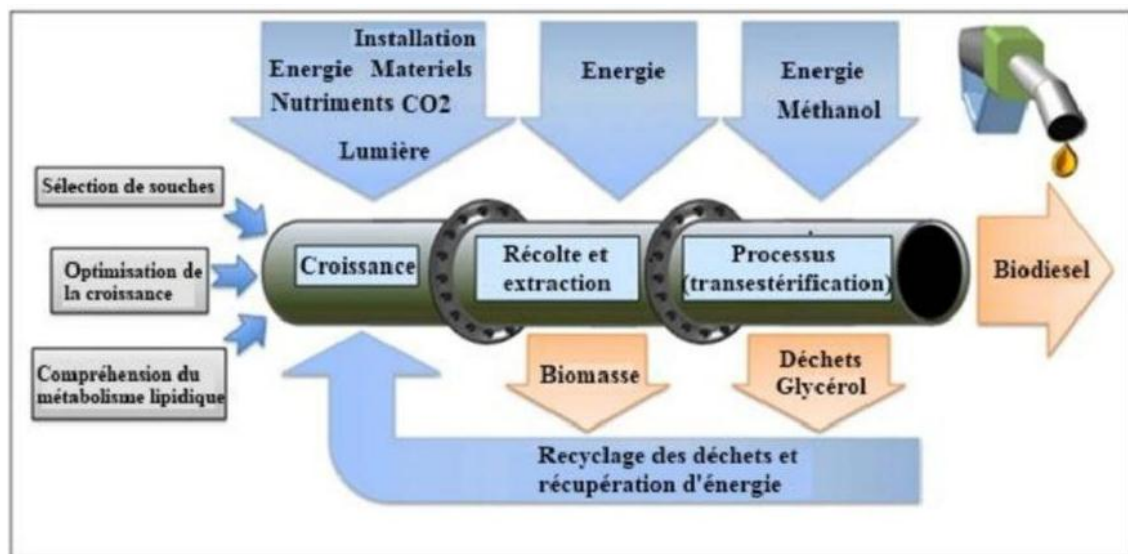 Installation
Energie Materiels
Nutriments CO2
Lumière
Energie
Energie
Méthanol
Sélection de souches
Optimisation de
la croissance
Compréhension du
métabolisme lipidique
Croissance
Récolte et
extraction
Processus
(transestérification)
Biodiesel
Biomasse
Déchets
Glycérol
Recyclage des déchets et
récupération d'énergie